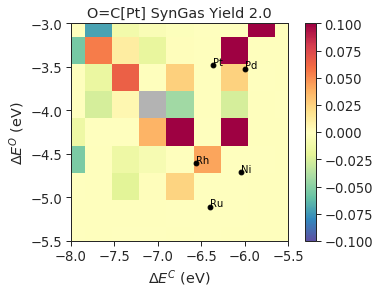 O=C[Pt] SynGas Yield 2.0
−3.0
−3.5
−4.0
−4.5
−5.0
−5.5
ΔE^O (eV)
Pt
Pd
Rh
Ni
Ru
−8.0 −7.5 −7.0 −6.5 −6.0 −5.5
ΔE^C (eV)
0.100
0.075
0.050
0.025
0.000
−0.025
−0.050
−0.075
−0.100